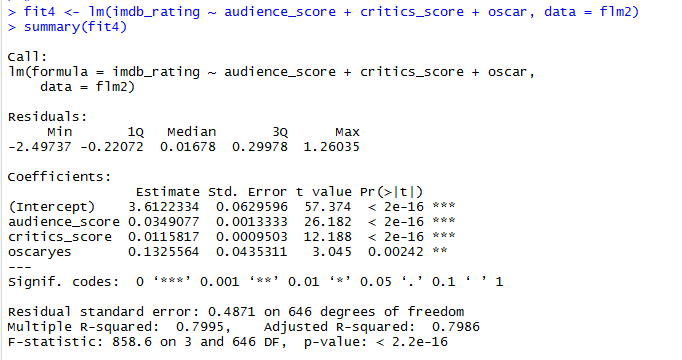 > fit4 <- lm(imdb_rating ~ audience_score + critics_score + oscar, data = flm2)
> summary(fit4)
Call:
lm(formula = imdb_rating ~ audience_score + critics_score + oscar,
    data = flm2)
Residuals:
     Min       1Q   Median       3Q      Max
-2.49737 -0.22072  0.01678  0.29978  1.26035
Coefficients:
                Estimate Std. Error t value Pr(>|t|)
(Intercept)    3.6122334  0.0629596  57.374  < 2e-16 ***
audience_score 0.0349077  0.0013333  26.182  < 2e-16 ***
critics_score  0.0115817  0.0009503  12.188  < 2e-16 ***
oscaryes       0.1325564  0.0435311   3.045  0.00242 **
---
Signif. codes:  0 ‘***’ 0.001 ‘**’ 0.01 ‘*’ 0.05 ‘.’ 0.1 ‘ ’ 1
Residual standard error: 0.4871 on 646 degrees of freedom
Multiple R-squared:  0.7995,    Adjusted R-squared:  0.7986
F-statistic: 858.6 on 3 and 646 DF,  p-value: < 2.2e-16